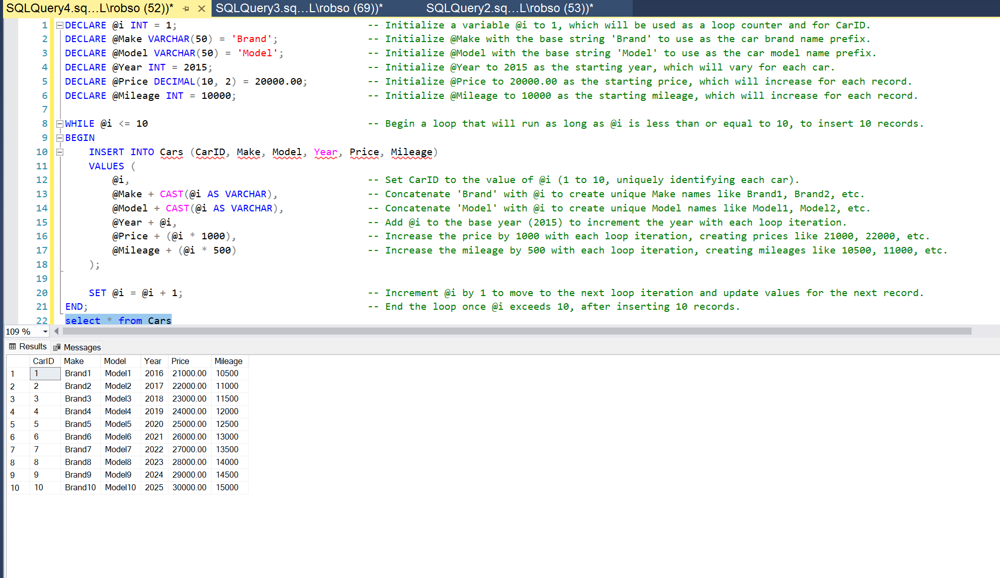 SQLQuery4.sq...L\robso (52))* SQLQuery3.sq...L\robso (69))* SQLQuery2.sq...L\robso (53))*
1 DECLARE @i INT = 1; -- Initialize a variable @i to 1, which will be used as a loop counter and for CarID.
2 DECLARE @Make VARCHAR(50) = 'Brand'; -- Initialize @Make with the base string 'Brand' to use as the car brand name prefix.
3 DECLARE @Model VARCHAR(50) = 'Model'; -- Initialize @Model with the base string 'Model' to use as the car model name prefix.
4 DECLARE @Year INT = 2015; -- Initialize @Year to 2015 as the starting year, which will vary for each car.
5 DECLARE @Price DECIMAL(10, 2) = 20000.00; -- Initialize @Price to 20000.00 as the starting price, which will increase for each record.
6 DECLARE @Mileage INT = 10000; -- Initialize @Mileage to 10000 as the starting mileage, which will increase for each record.
7
8 WHILE @i <= 10 -- Begin a loop that will run as long as @i is less than or equal to 10, to insert 10 records.
9 BEGIN
10 INSERT INTO Cars (CarID, Make, Model, Year, Price, Mileage)
11 VALUES (
12 @i, -- Set CarID to the value of @i (1 to 10, uniquely identifying each car).
13 @Make + CAST(@i AS VARCHAR), -- Concatenate 'Brand' with @i to create unique Make names like Brand1, Brand2, etc.
14 @Model + CAST(@i AS VARCHAR), -- Concatenate 'Model' with @i to create unique Model names like Model1, Model2, etc.
15 @Year + @i, -- Add @i to the base year (2015) to increment the year with each loop iteration.
16 @Price + (@i * 1000), -- Increase the price by 1000 with each loop iteration, creating prices like 21000, 22000, etc.
17 @Mileage + (@i * 500) -- Increase the mileage by 500 with each loop iteration, creating mileages like 10500, 11000, etc.
18 );
19
20 SET @i = @i + 1; -- Increment @i by 1 to move to the next loop iteration and update values for the next record.
21 END; -- End the loop once @i exceeds 10, after inserting 10 records.
22 select * from Cars
109 %
Results Messages
CarID Make Model Year Price Mileage
1 1 Brand1 Model1 2016 21000.00 10500
2 2 Brand2 Model2 2017 22000.00 11000
3 3 Brand3 Model3 2018 23000.00 11500
4 4 Brand4 Model4 2019 24000.00 12000
5 5 Brand5 Model5 2020 25000.00 12500
6 6 Brand6 Model6 2021 26000.00 13000
7 7 Brand7 Model7 2022 27000.00 13500
8 8 Brand8 Model8 2023 28000.00 14000
9 9 Brand9 Model9 2024 29000.00 14500
10 10 Brand10 Model10 2025 30000.00 15000